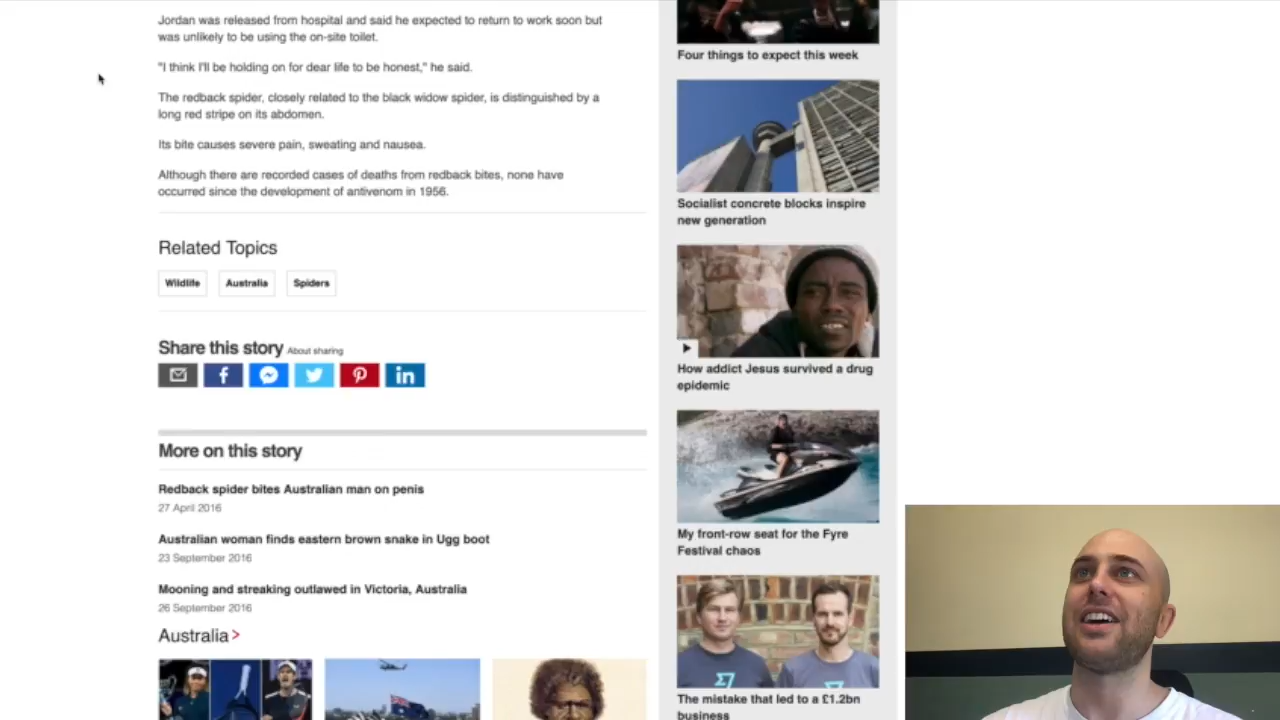 Jordan was released from hospital and said he expected to return to work soon but
was unlikely to be using the on-site toilet.
"I think I'll be holding on for dear life to be honest," he said.
The redback spider, closely related to the black widow spider, is distinguished by a
long red stripe on its abdomen.
Its bite causes severe pain, sweating and nausea.
Although there are recorded cases of deaths from redback bites, none have
occurred since the development of antivenom in 1956.
Related Topics
Wildlife
Australia
Spiders
Share this story
About sharing
More on this story
Redback spider bites Australian man on penis
27 April 2016
Australian woman finds eastern brown snake in Ugg boot
23 September 2016
Mooning and streaking outlawed in Victoria, Australia
26 September 2016
Australia >
Four things to expect this week
Socialist concrete blocks inspire
new generation
How addict Jesus survived a drug
epidemic
My front-row seat for the Fyre
Festival chaos
The mistake that led to a £1.2bn
business